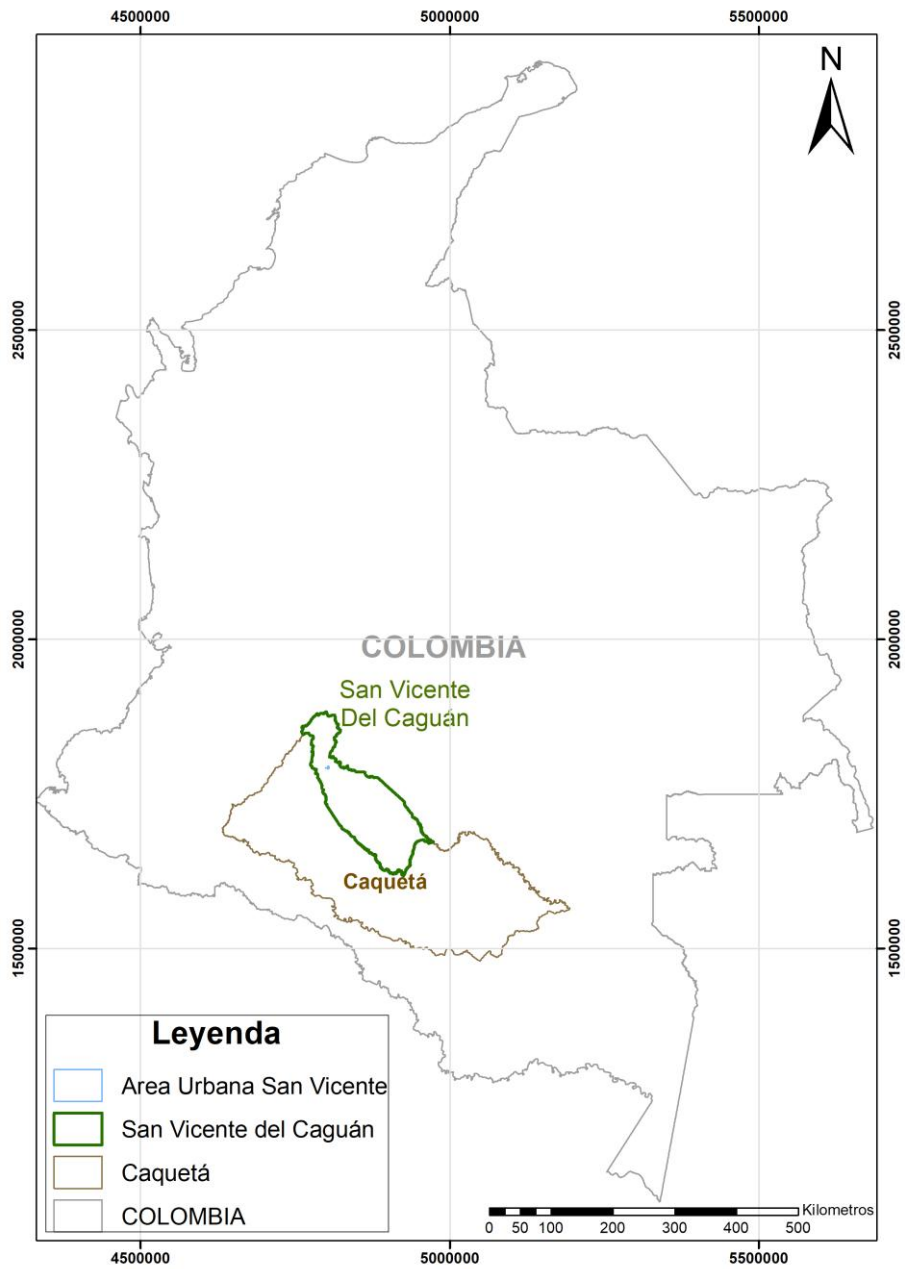 4500000 5000000 5500000
N
2500000 2500000
2000000 2000000
COLOMBIA
San Vicente
Del Caguán
Caquetá
1500000 1500000
Leyenda
Area Urbana San Vicente
San Vicente del Caguán
Caquetá
COLOMBIA
Kilometros
0 50 100 200 300 400 500
4500000 5000000 5500000